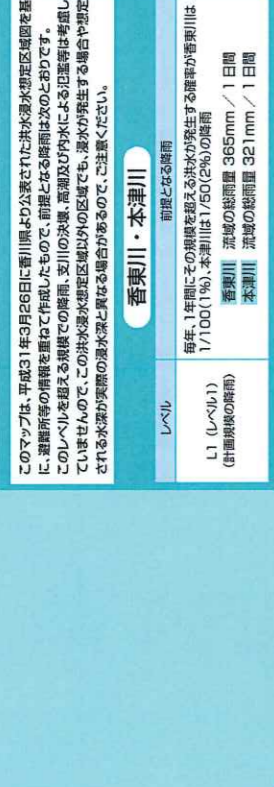 このマップは、平成31年3月26日に香川県より公表された洪水浸水想定区域図を基
に、避難所等の情報を重ねて作成したもので、前提となる降雨は次のとおりです。
このレベルを超える規模での降雨、支川の決壊、高潮及び内水による氾濫等は考慮し
ていませんので、この洪水浸水想定区域以外の区域でも、浸水が発生する場合や想定
される水深が実際の浸水深と異なる場合があるので、ご注意ください。
香東川・本津川
レベル 前提となる降雨
L1（レベル1）
（計画規模の降雨）
毎年、1年間にその規模を超える洪水が発生する確率が香東川は
1/100(1%)、本津川は1/50(2%)の降雨
香東川 流域の総雨量 365mm／1日間
本津川 流域の総雨量 321mm／1日間